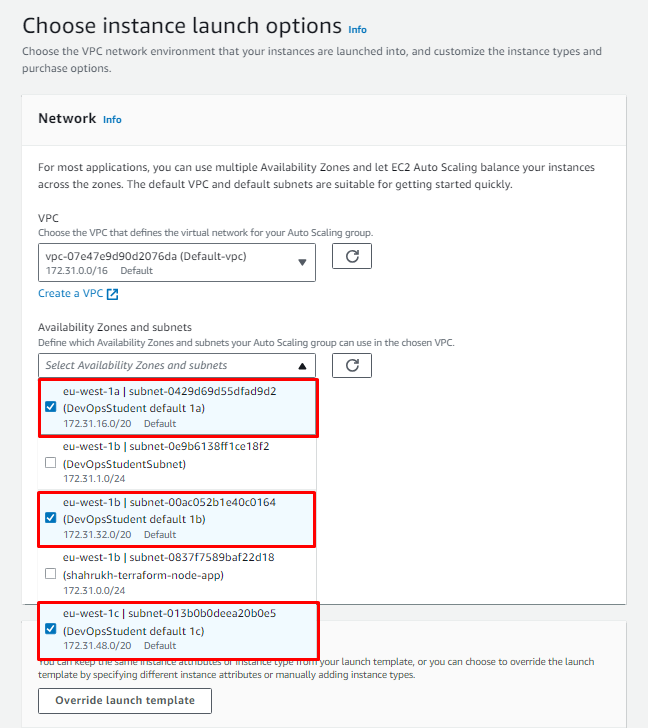 Choose instance launch options Info
Choose the VPC network environment that your instances are launched into, and customize the instance types and
purchase options.
Network Info
For most applications, you can use multiple Availability Zones and let EC2 Auto Scaling balance your instances
across the zones. The default VPC and default subnets are suitable for getting started quickly.
VPC
Choose the VPC that defines the virtual network for your Auto Scaling group.
vpc-07e47e9d90d2076da (Default-vpc)
172.31.0.0/16 Default
Create a VPC
Availability Zones and subnets
Define which Availability Zones and subnets your Auto Scaling group can use in the chosen VPC.
Select Availability Zones and subnets
eu-west-1a | subnet-0429d69d55dfad9d2
(DevOpsStudent default 1a)
172.31.16.0/20 Default
eu-west-1b | subnet-0e9b6138ff1ce18f2
(DevOpsStudentSubnet)
172.31.1.0/24
eu-west-1b | subnet-00ac052b1e40c0164
(DevOpsStudent default 1b)
172.31.32.0/20 Default
eu-west-1b | subnet-0837f7589baf22d18
(shahrukh-terraform-node-app)
172.31.0.0/24
eu-west-1c | subnet-013b0b0deea20b0e5
(DevOpsStudent default 1c)
172.31.48.0/20 Default
You can keep the same instance attributes or instance type from your launch template, or you can choose to override the launch
template by specifying different instance attributes or manually adding instance types.
Override launch template